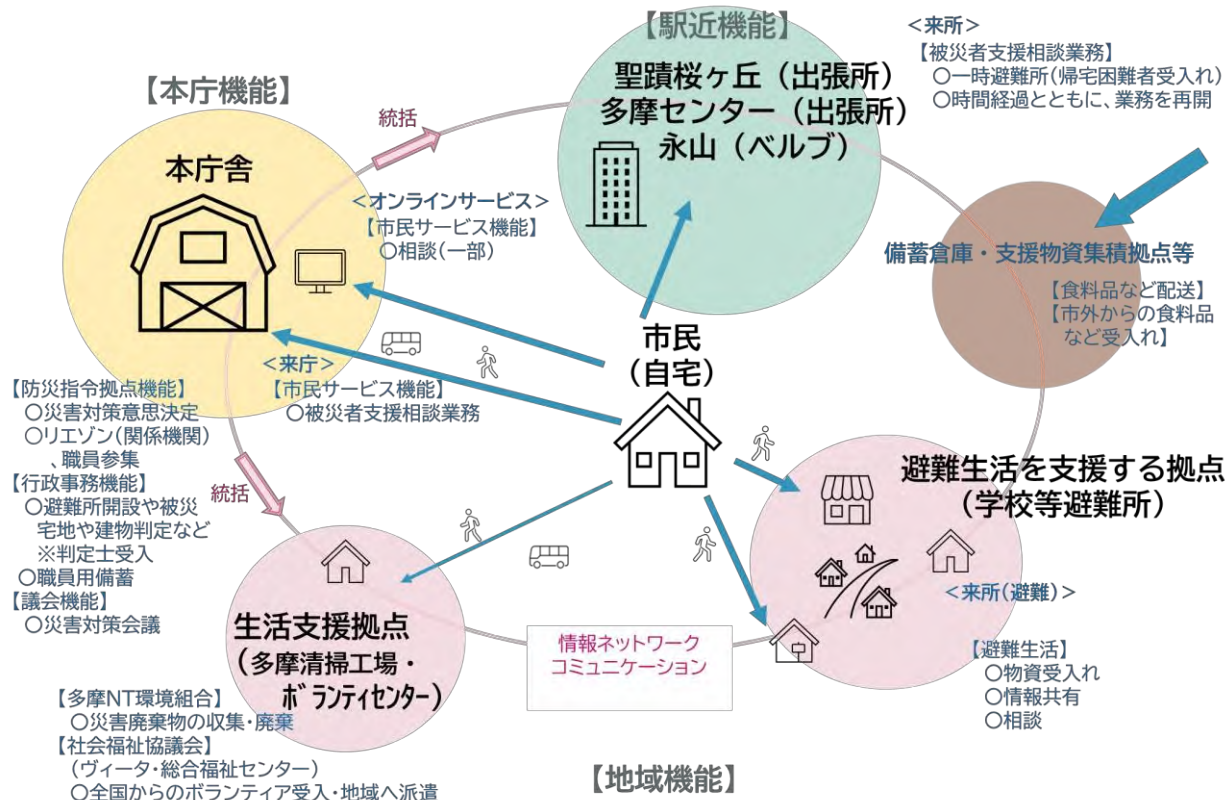 【本庁機能】
本庁舎
統括
<オンラインサービス>
【市民サービス機能】
○相談(一部)
<来庁>
【市民サービス機能】
○被災者支援相談業務
【防災指令拠点機能】
○災害対策意思決定
○リエゾン(関係機関)
、職員参集
【行政事務機能】
○避難所開設や被災
宅地や建物判定など
※判定士受入
○職員用備蓄
【議会機能】
○災害対策会議
統括
【駅近機能】
聖蹟桜ヶ丘（出張所）
多摩センター（出張所）
永山（ベルブ）
<来所>
【被災者支援相談業務】
○一時避難所(帰宅困難者受入れ)
○時間経過とともに、業務を再開
備蓄倉庫・支援物資集積拠点等
【食料品など配送】
【市外からの食料品
など受入れ】
市民
（自宅）
避難生活を支援する拠点
（学校等避難所）
<来所(避難)>
【避難生活】
○物資受入れ
○情報共有
○相談
生活支援拠点
（多摩清掃工場・
ボランティセンター）
【多摩NT環境組合】
○災害廃棄物の収集・廃棄
【社会福祉協議会】
(ヴィータ・総合福祉センター)
○全国からのボランティア受入・地域へ派遣
情報ネットワーク
コミュニケーション
【地域機能】